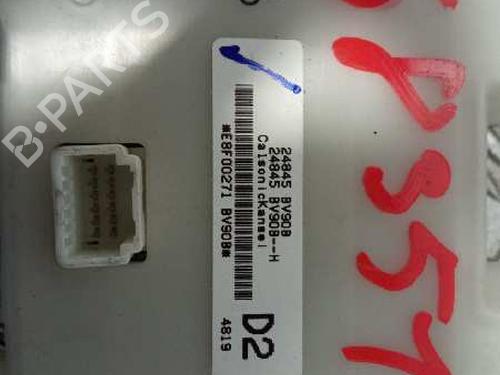 24845 BV90B
24845 BV90B--H
CalsonicKansei
*E8F00271 BV90B*
D2
4819
B-PARTS